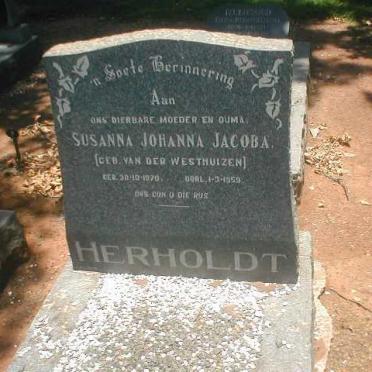 'n Soete Herinnering
Aan
ONS DIERBARE MOEDER EN OUMA.
SUSANNA JOHANNA JACOBA.
(GEB. VAN DER WESTHUIZEN)
GEB. 30-10-1870. OORL. 1-3-1959.
ONS GUN U DIE RUS
HERHOLDT